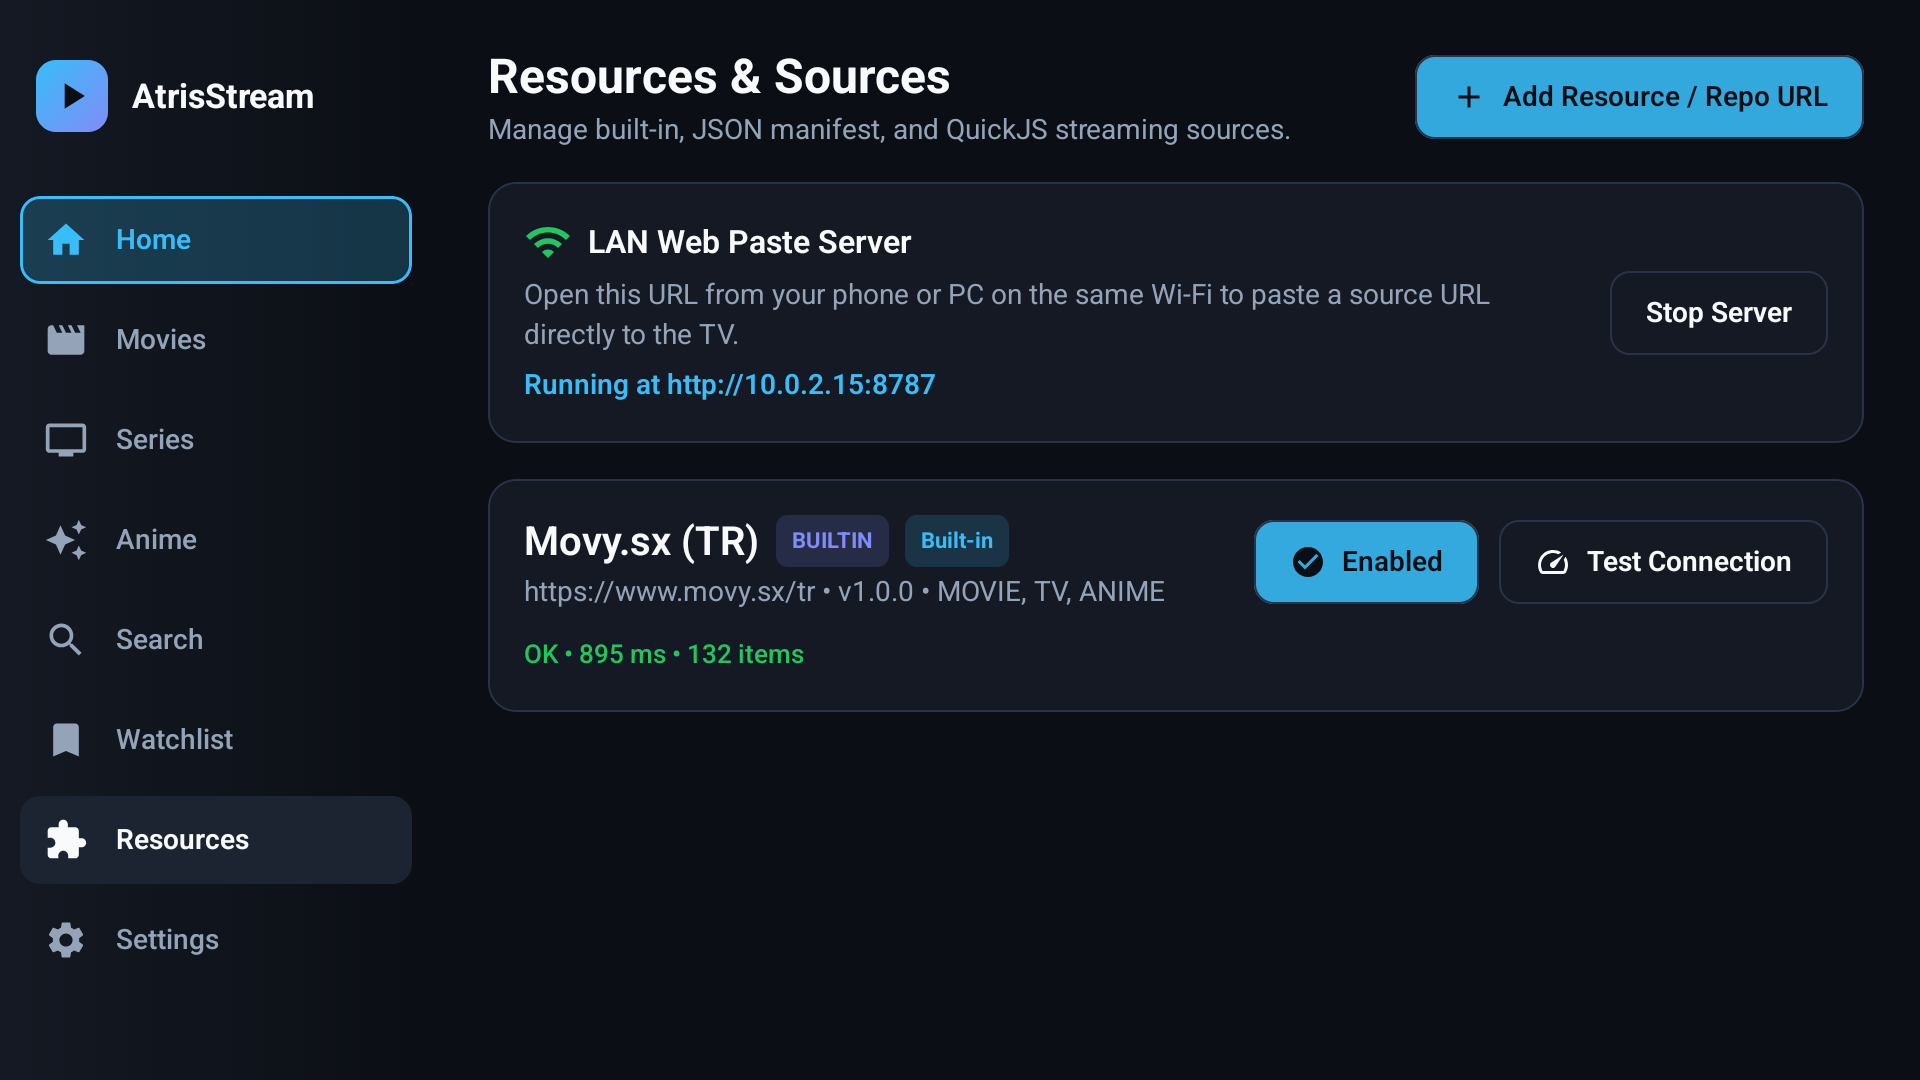 AtrisStream
Home
Movies
Series
Anime
Search
Watchlist
Resources
Settings
Resources & Sources
Manage built-in, JSON manifest, and QuickJS streaming sources.
Add Resource / Repo URL
LAN Web Paste Server
Open this URL from your phone or PC on the same Wi-Fi to paste a source URL
directly to the TV.
Running at http://10.0.2.15:8787
Stop Server
Movy.sx (TR) BUILTIN Built-in
https://www.movy.sx/tr • v1.0.0 • MOVIE, TV, ANIME
OK • 895 ms • 132 items
Enabled
Test Connection